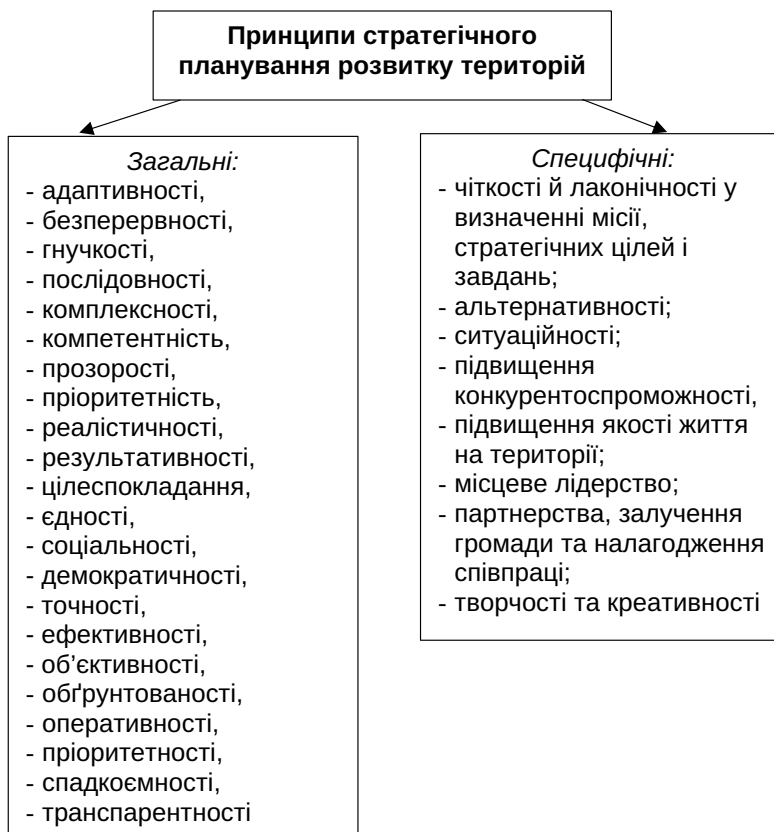 Принципи стратегічного
планування розвитку територій
Загальні:
- адаптивності,
- безперервності,
- гнучкості,
- послідовності,
- комплексності,
- компетентність,
- прозорості,
- пріоритетність,
- реалістичності,
- результативності,
- цілеспокладання,
- єдності,
- соціальності,
- демократичності,
- точності,
- ефективності,
- об’єктивності,
- обґрунтованості,
- оперативності,
- пріоритетності,
- спадкоємності,
- транспарентності
Специфічні:
- чіткості й лаконічності у
визначенні місії,
стратегічних цілей і
завдань;
- альтернативності;
- ситуаційності;
- підвищення
конкурентоспроможності,
- підвищення якості життя
на території;
- місцеве лідерство;
- партнерства, залучення
громади та налагодження
співпраці;
- творчості та креативності